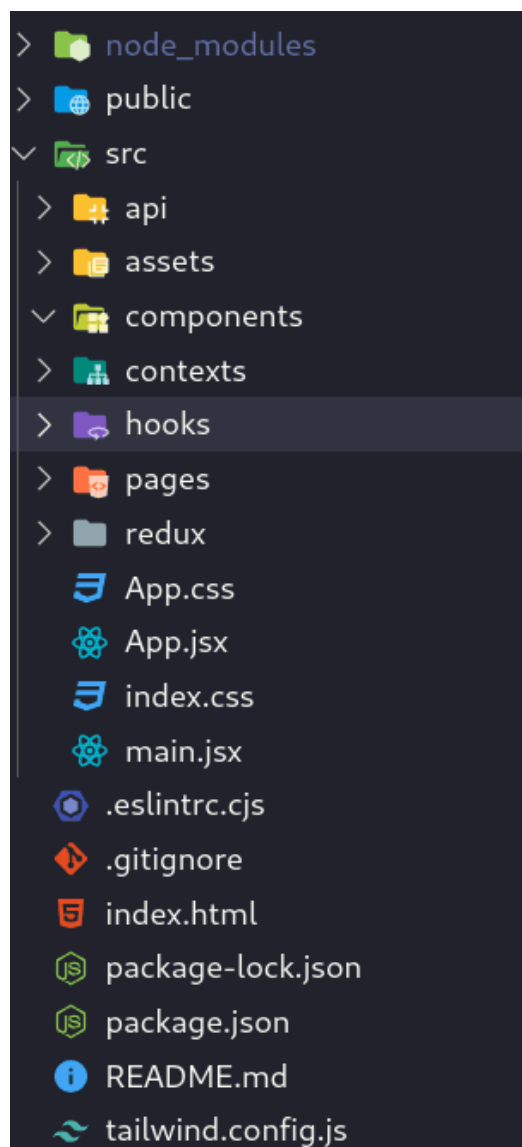 node_modules
public
src
api
assets
components
contexts
hooks
pages
redux
App.css
App.jsx
index.css
main.jsx
.eslintrc.cjs
.gitignore
index.html
package-lock.json
package.json
README.md
tailwind.config.js